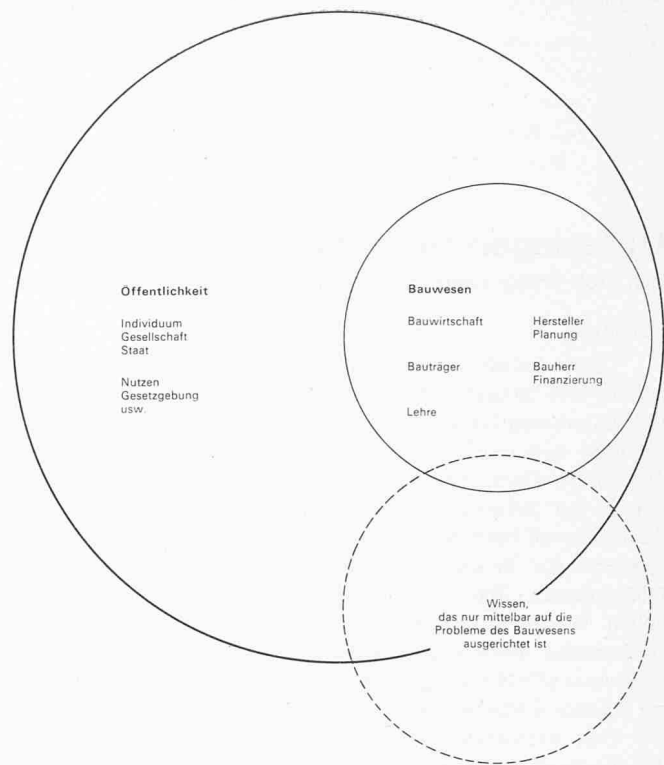 Öffentlichkeit
Individuum
Gesellschaft
Staat
Nutzen
Gesetzgebung
usw.
Bauwesen
Bauwirtschaft
Hersteller
Planung
Bauträger
Bauherr
Finanzierung
Lehre
Wissen,
das nur mittelbar auf die
Probleme des Bauwesens
ausgerichtet ist